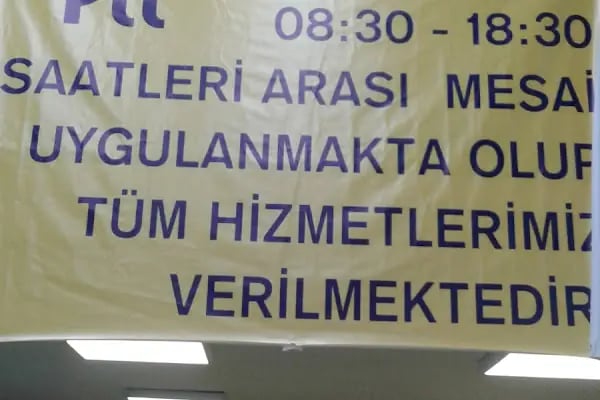 Ptt
08:30 - 18:30
SAATLERİ ARASI MESAİ
UYGULANMAKTA OLUP
TÜM HİZMETLERİMİZ
VERİLMEKTEDİR